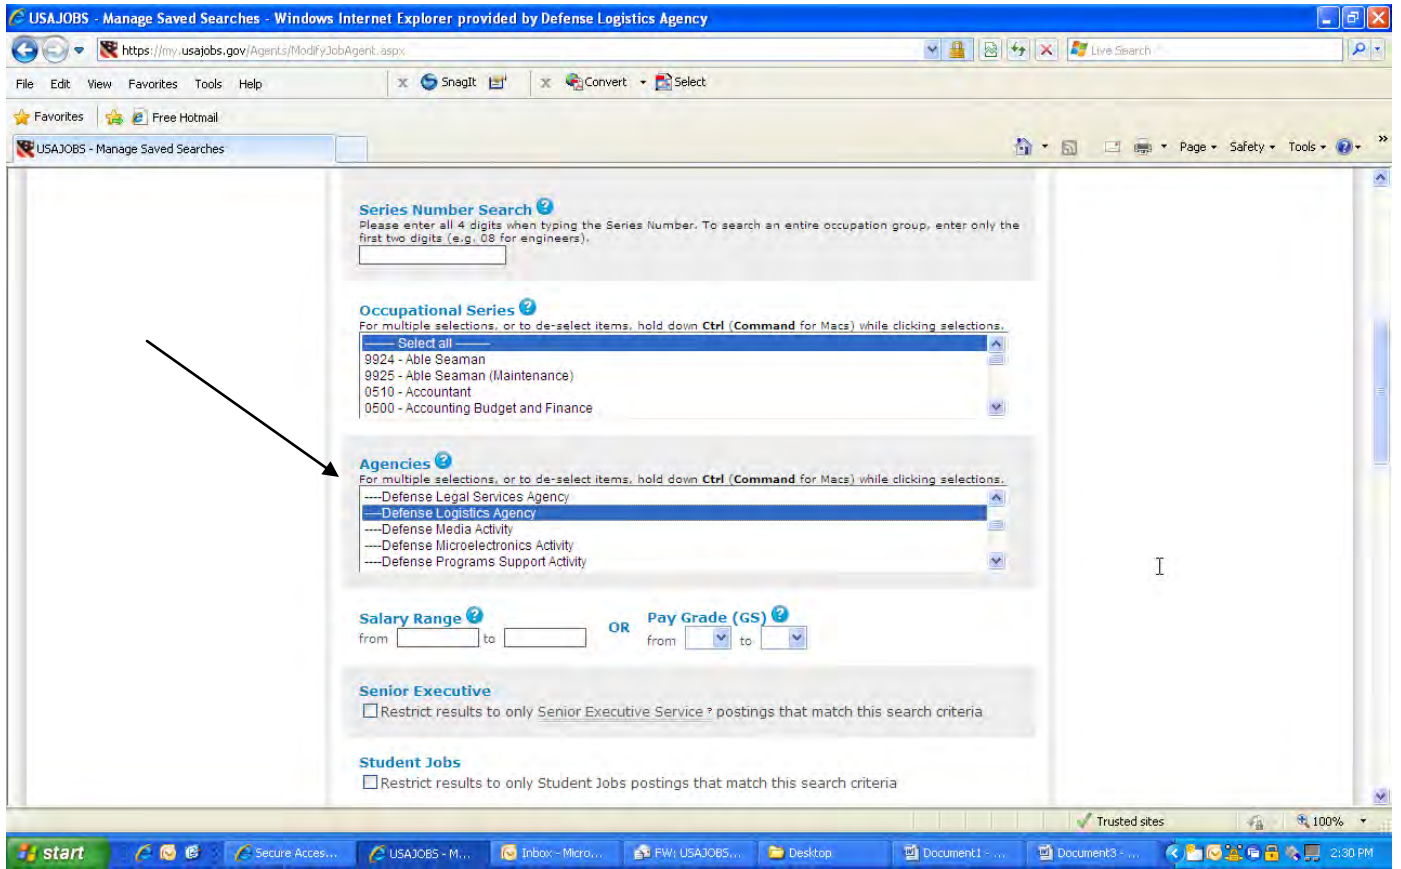 USAJOBS - Manage Saved Searches - Windows Internet Explorer provided by Defense Logistics Agency
https://my.usajobs.gov/Agents/ModifyJobAgent.aspx
Live Search
File Edit View Favorites Tools Help
x SnagIt
x Convert Select
Favorites Free Hotmail
USAJOBS - Manage Saved Searches
Page Safety Tools »
Series Number Search ?
Please enter all 4 digits when typing the Series Number. To search an entire occupation group, enter only the
first two digits (e.g. 08 for engineers).
Occupational Series ?
For multiple selections, or to de-select items, hold down Ctrl (Command for Macs) while clicking selections.
------- Select all -------
9924 - Able Seaman
9925 - Able Seaman (Maintenance)
0510 - Accountant
0500 - Accounting Budget and Finance
Agencies ?
For multiple selections, or to de-select items, hold down Ctrl (Command for Macs) while clicking selections.
----Defense Legal Services Agency
----Defense Logistics Agency
----Defense Media Activity
----Defense Microelectronics Activity
----Defense Programs Support Activity
Salary Range ?
from to
OR
Pay Grade (GS) ?
from to
Senior Executive
Restrict results to only Senior Executive Service ? postings that match this search criteria
Student Jobs
Restrict results to only Student Jobs postings that match this search criteria
Trusted sites 100%
start Secure Acces... USAJOBS - M... Inbox - Micro... FW: USAJOBS... Desktop Document1 - ... Document3 - ... 2:30 PM